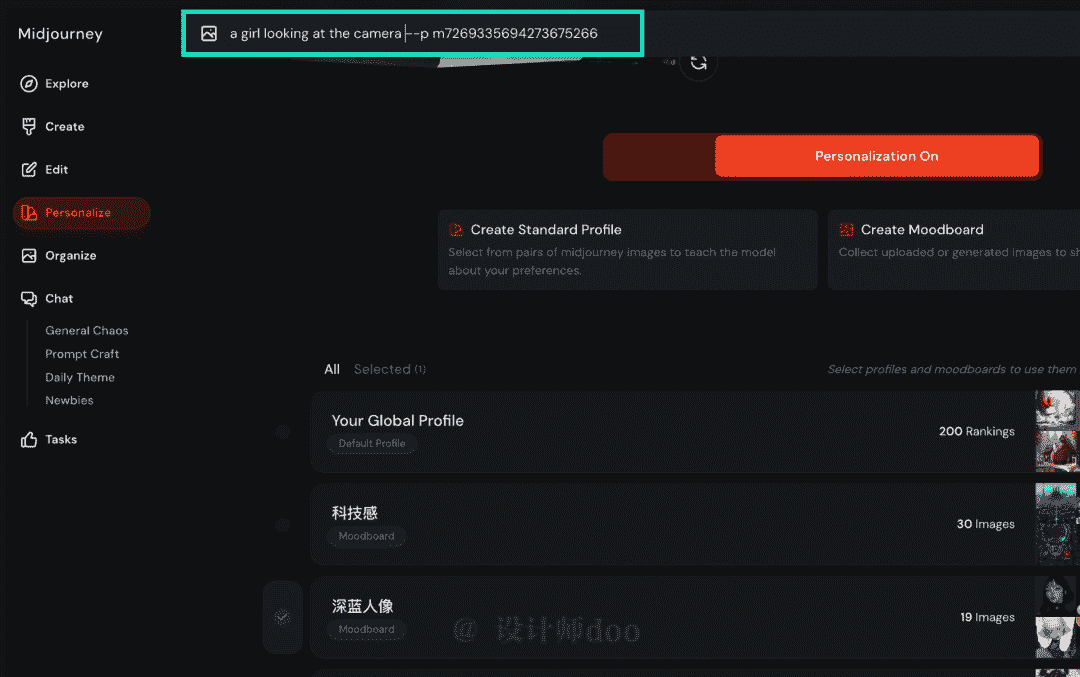 Midjourney
a girl looking at the camera --p m7269335694273675266
Explore
Create
Edit
Personalize
Organize
Chat
General Chaos
Prompt Craft
Daily Theme
Newbies
Tasks
Personalization On
Create Standard Profile
Select from pairs of midjourney images to teach the model
about your preferences.
Create Moodboard
Collect uploaded or generated images to sh
All Selected (1)
Select profiles and moodboards to use them
Your Global Profile
Default Profile
200 Rankings
科技感
Moodboard
30 Images
深蓝人像
Moodboard
19 Images
@ 设计师doo